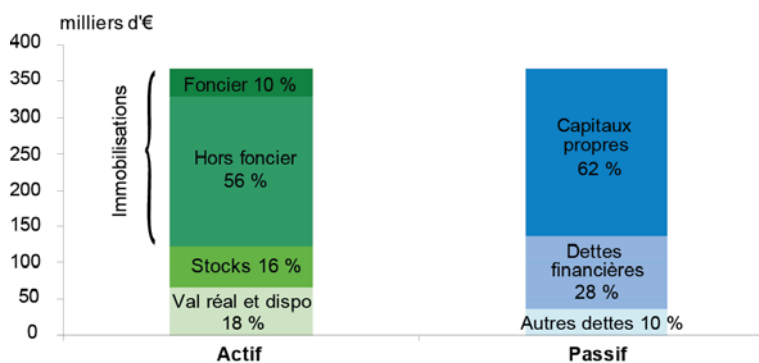 milliers d'€
400
350
300
250
200
150
100
50
0
Immobilisations
Foncier 10 %
Hors foncier
56 %
Stocks 16 %
Val réal et dispo
18 %
Capitaux
propres
62 %
Dettes
financières
28 %
Autres dettes 10 %
Actif
Passif